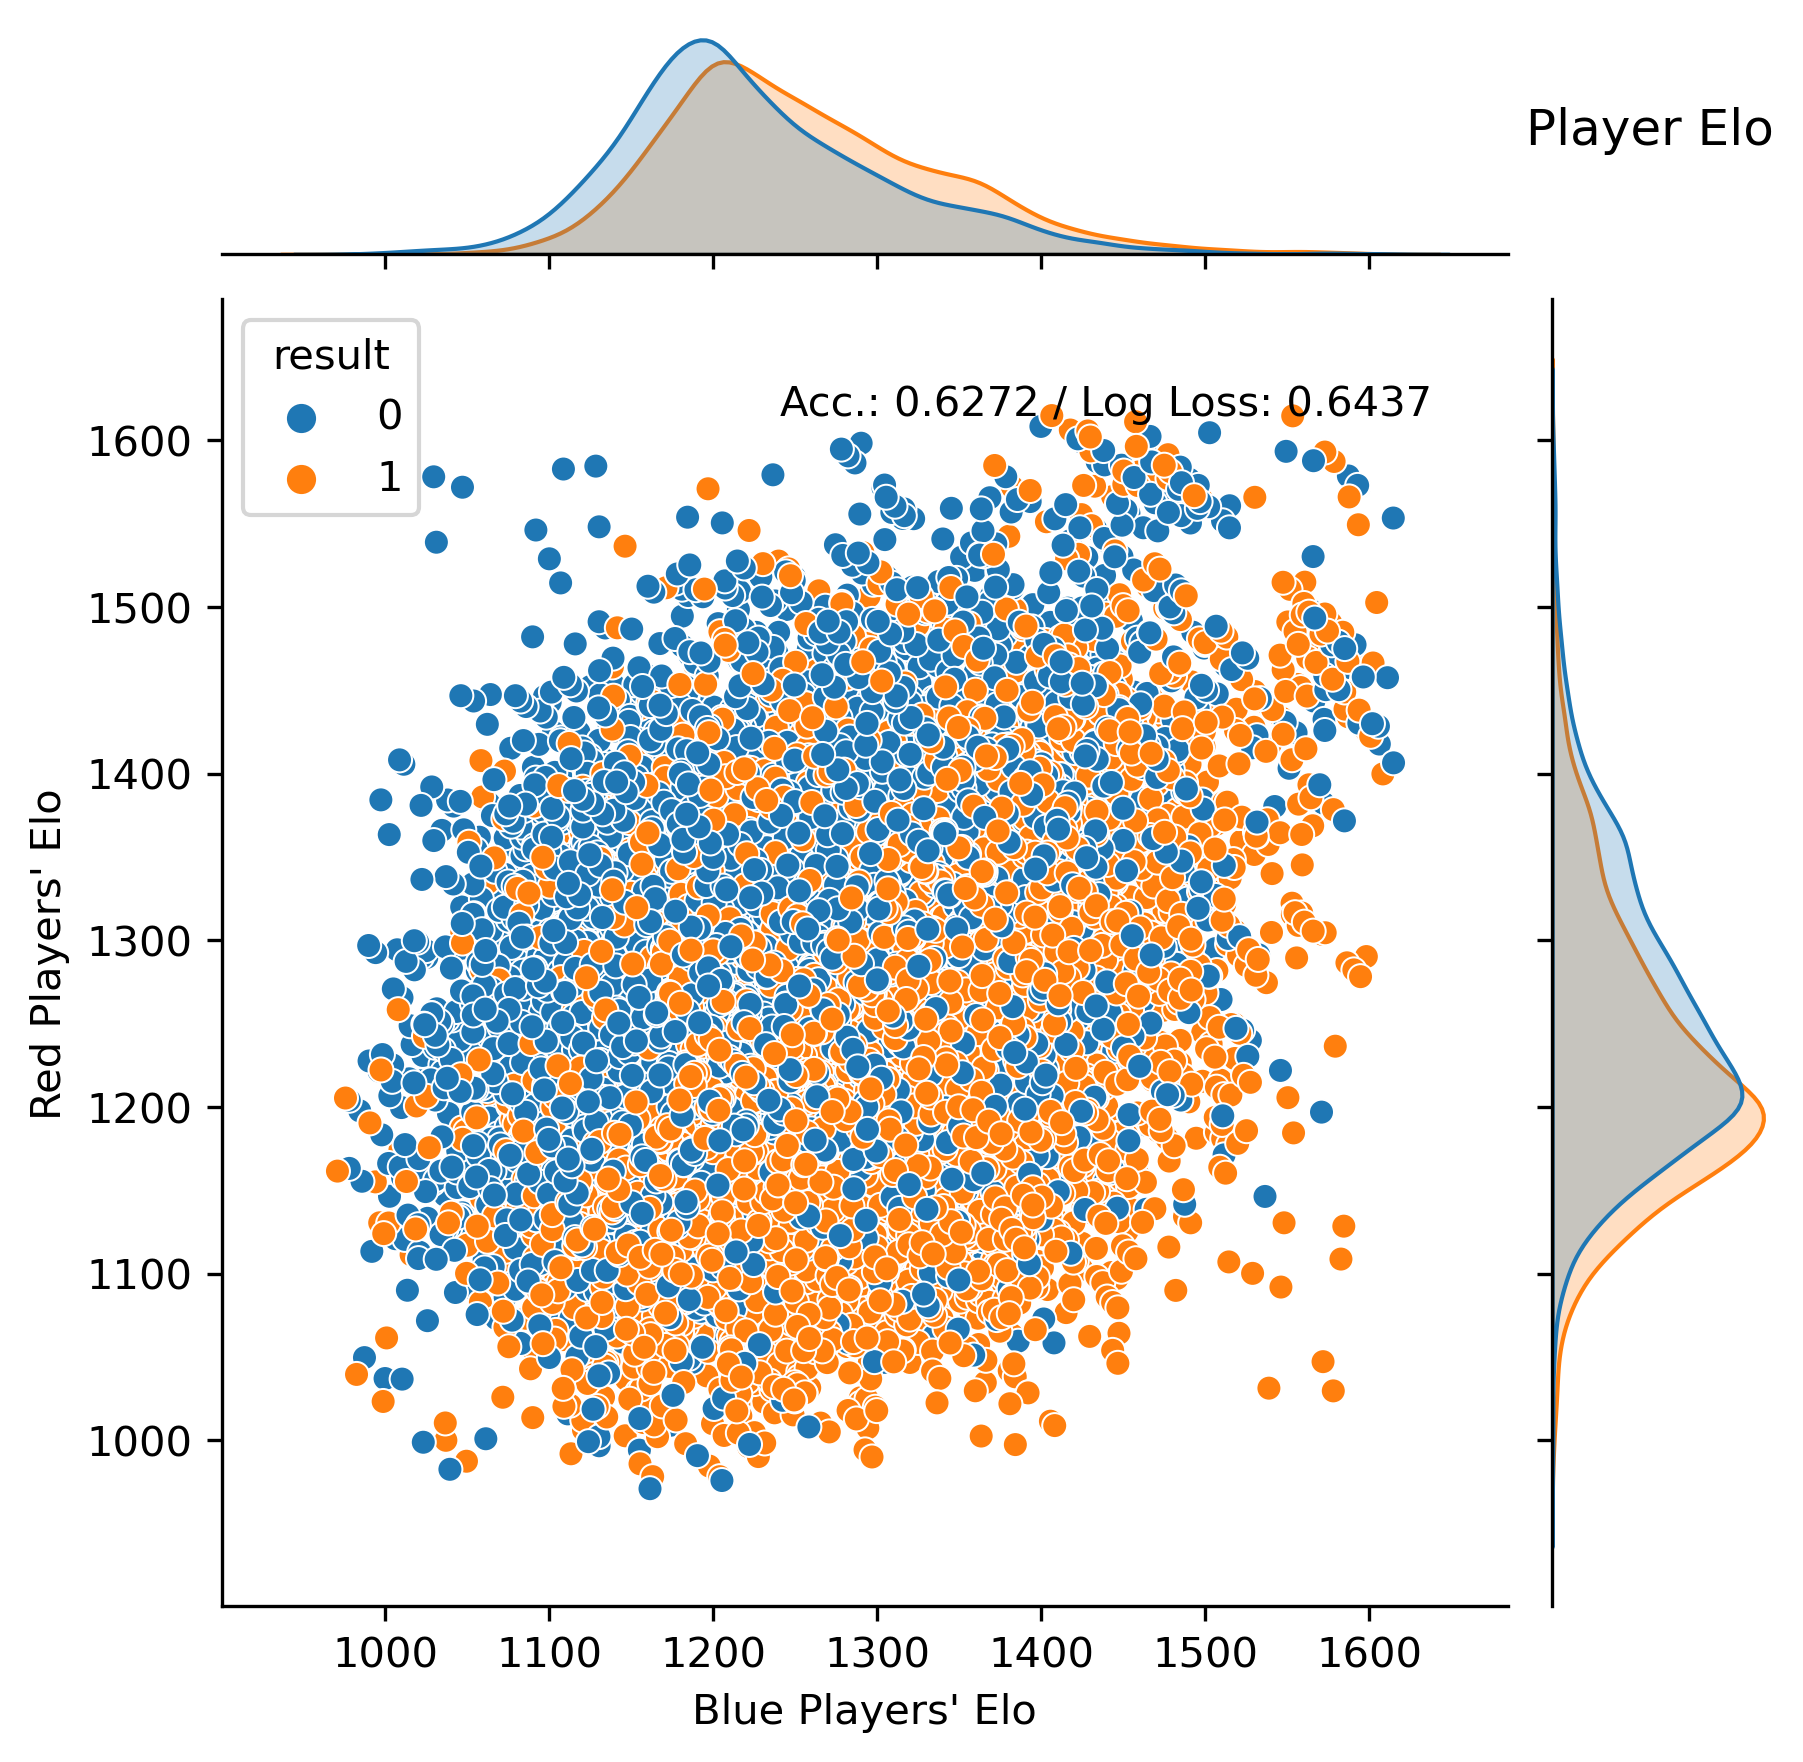 Player Elo
result
0
1
Acc.: 0.6272 / Log Loss: 0.6437
1600
1500
1400
1300
1200
1100
1000
Red Players' Elo
1000 1100 1200 1300 1400 1500 1600
Blue Players' Elo